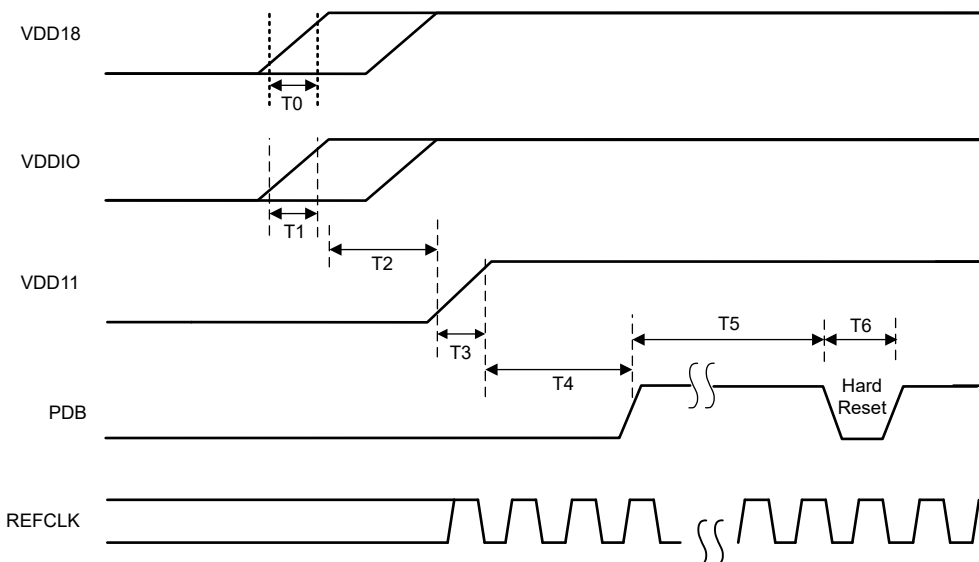 VDD18
T0
VDDIO
T1
T2
VDD11
T3
T5
T6
T4
Hard
Reset
PDB
REFCLK